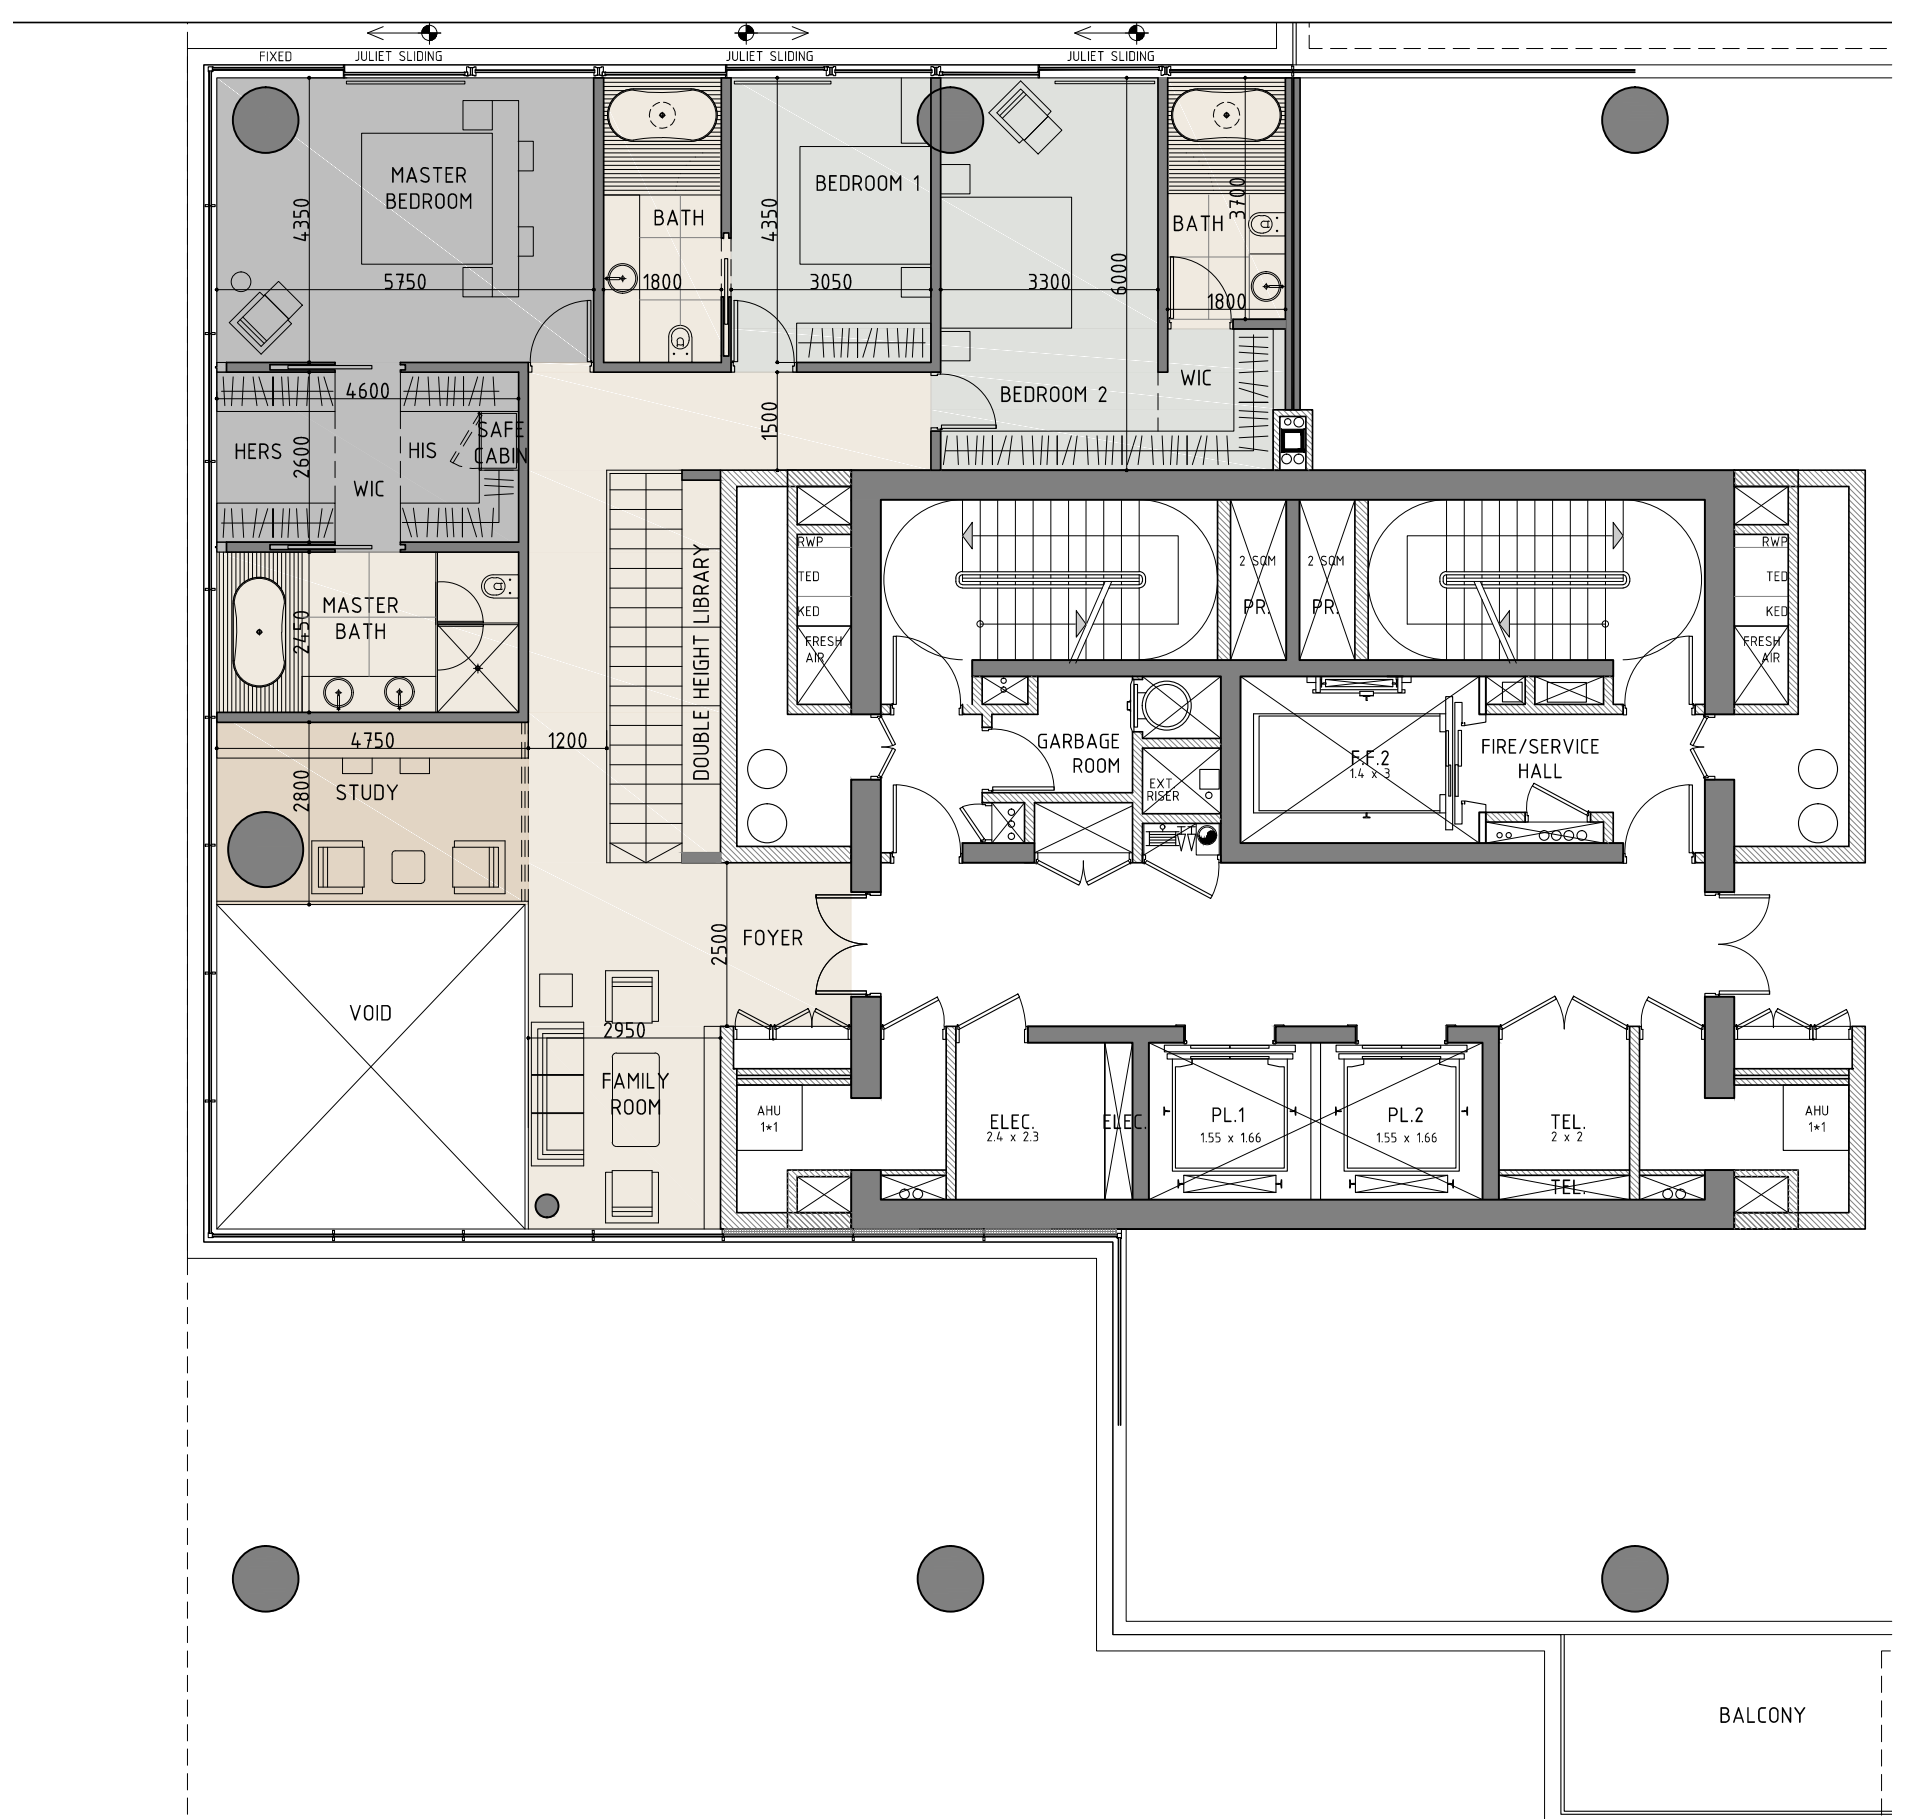 FIXED
JULIET SLIDING
JULIET SLIDING
JULIET SLIDING
MASTER
BEDROOM
4350
5750
BATH
1800
4350
BEDROOM 1
3050
3300
6000
BATH
3700
1800
BEDROOM 2
WIC
4600
HERS
2600
HIS
SAFE
CABIN
WIC
1500
MASTER
BATH
2450
DOUBLE HEIGHT LIBRARY
RWP
TED
KED
FRESH
AIR
2 SQM
PR.
2 SQM
PR.
RWP
TED
KED
FRESH
AIR
4750
1200
2800
STUDY
GARBAGE
ROOM
EXT
RISER
F.F.2
1.4 x 3
FIRE/SERVICE
HALL
2500
FOYER
VOID
2950
FAMILY
ROOM
AHU
1*1
ELEC.
2.4 x 2.3
ELEC.
PL.1
1.55 x 1.66
PL.2
1.55 x 1.66
TEL.
2 x 2
TEL.
AHU
1*1
BALCONY